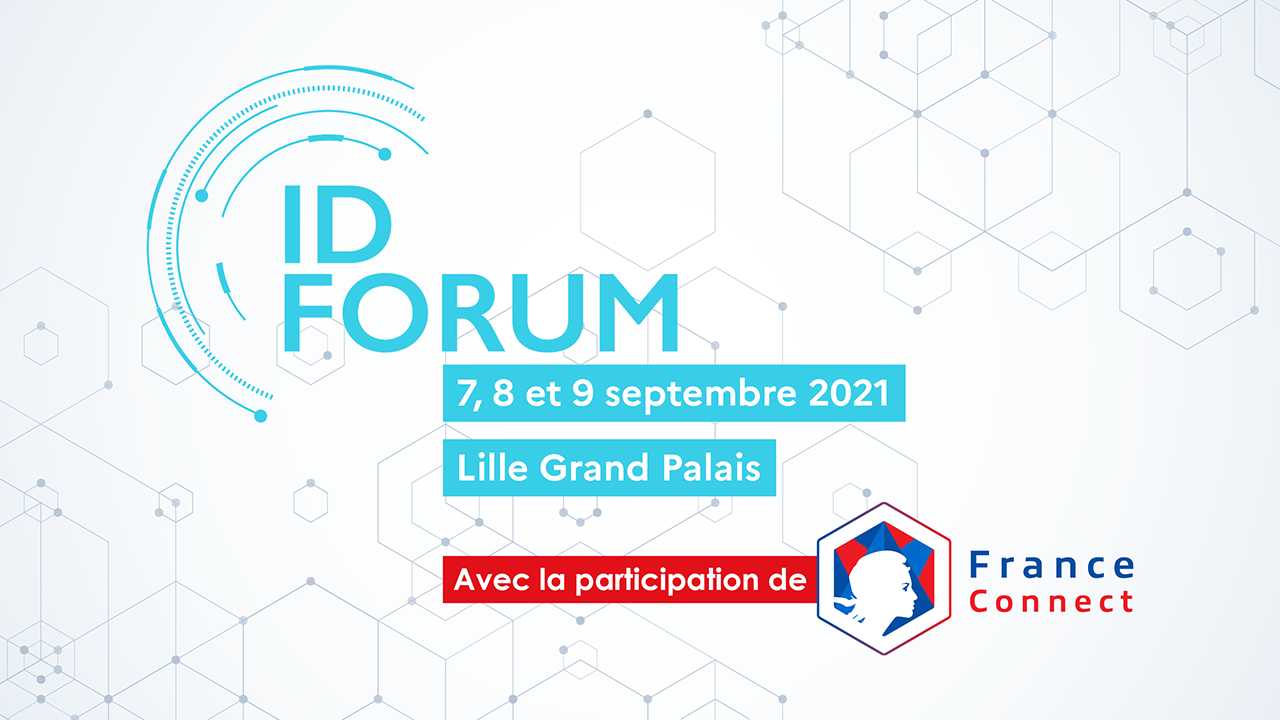 ID
FORUM
7, 8 et 9 septembre 2021
Lille Grand Palais
Avec la participation de
France
Connect